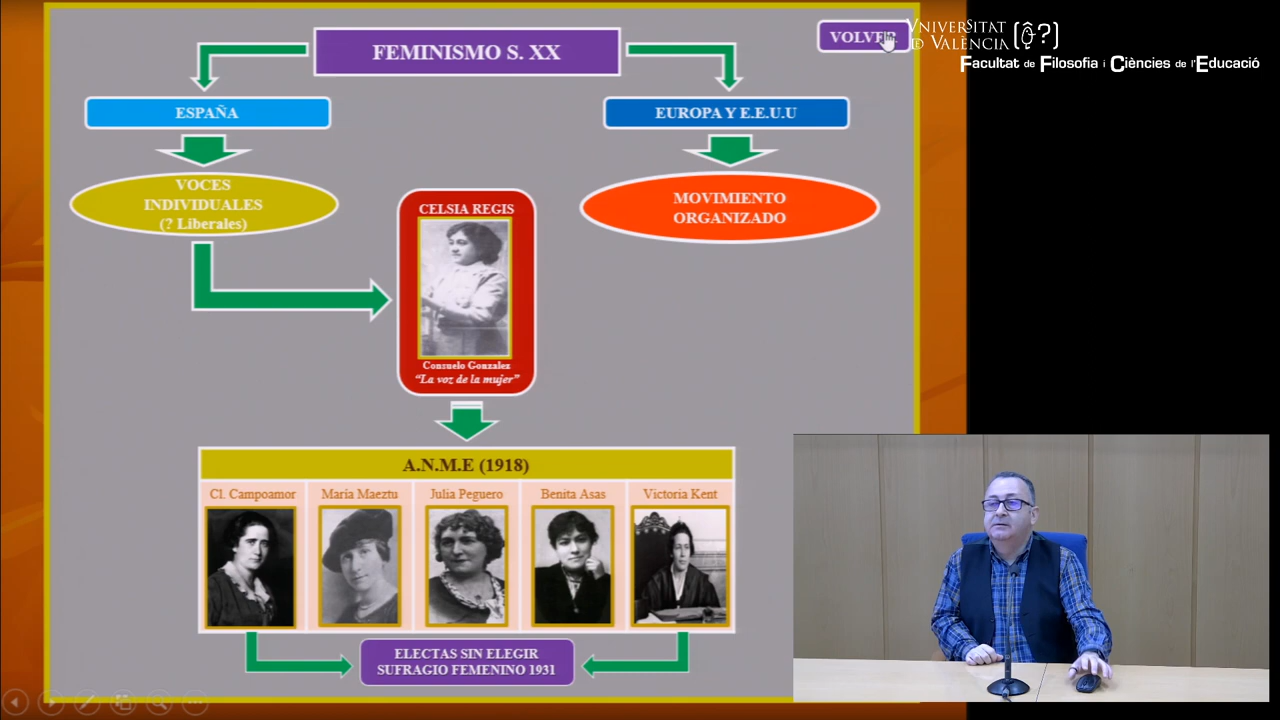 FEMINISMO S. XX
VOLVER
VNIVERSITAT
DE VALÈNCIA
Facultat de Filosofia i Ciències de l'Educació
ESPAÑA
EUROPA Y E.E.U.U
VOCES
INDIVIDUALES
(? Liberales)
MOVIMIENTO
ORGANIZADO
CELSIA REGIS
Consuelo Gonzalez
“La voz de la mujer”
A.N.M.E (1918)
Cl. Campoamor
María Maeztu
Julia Peguero
Benita Asas
Victoria Kent
ELECTAS SIN ELEGIR
SUFRAGIO FEMENINO 1931